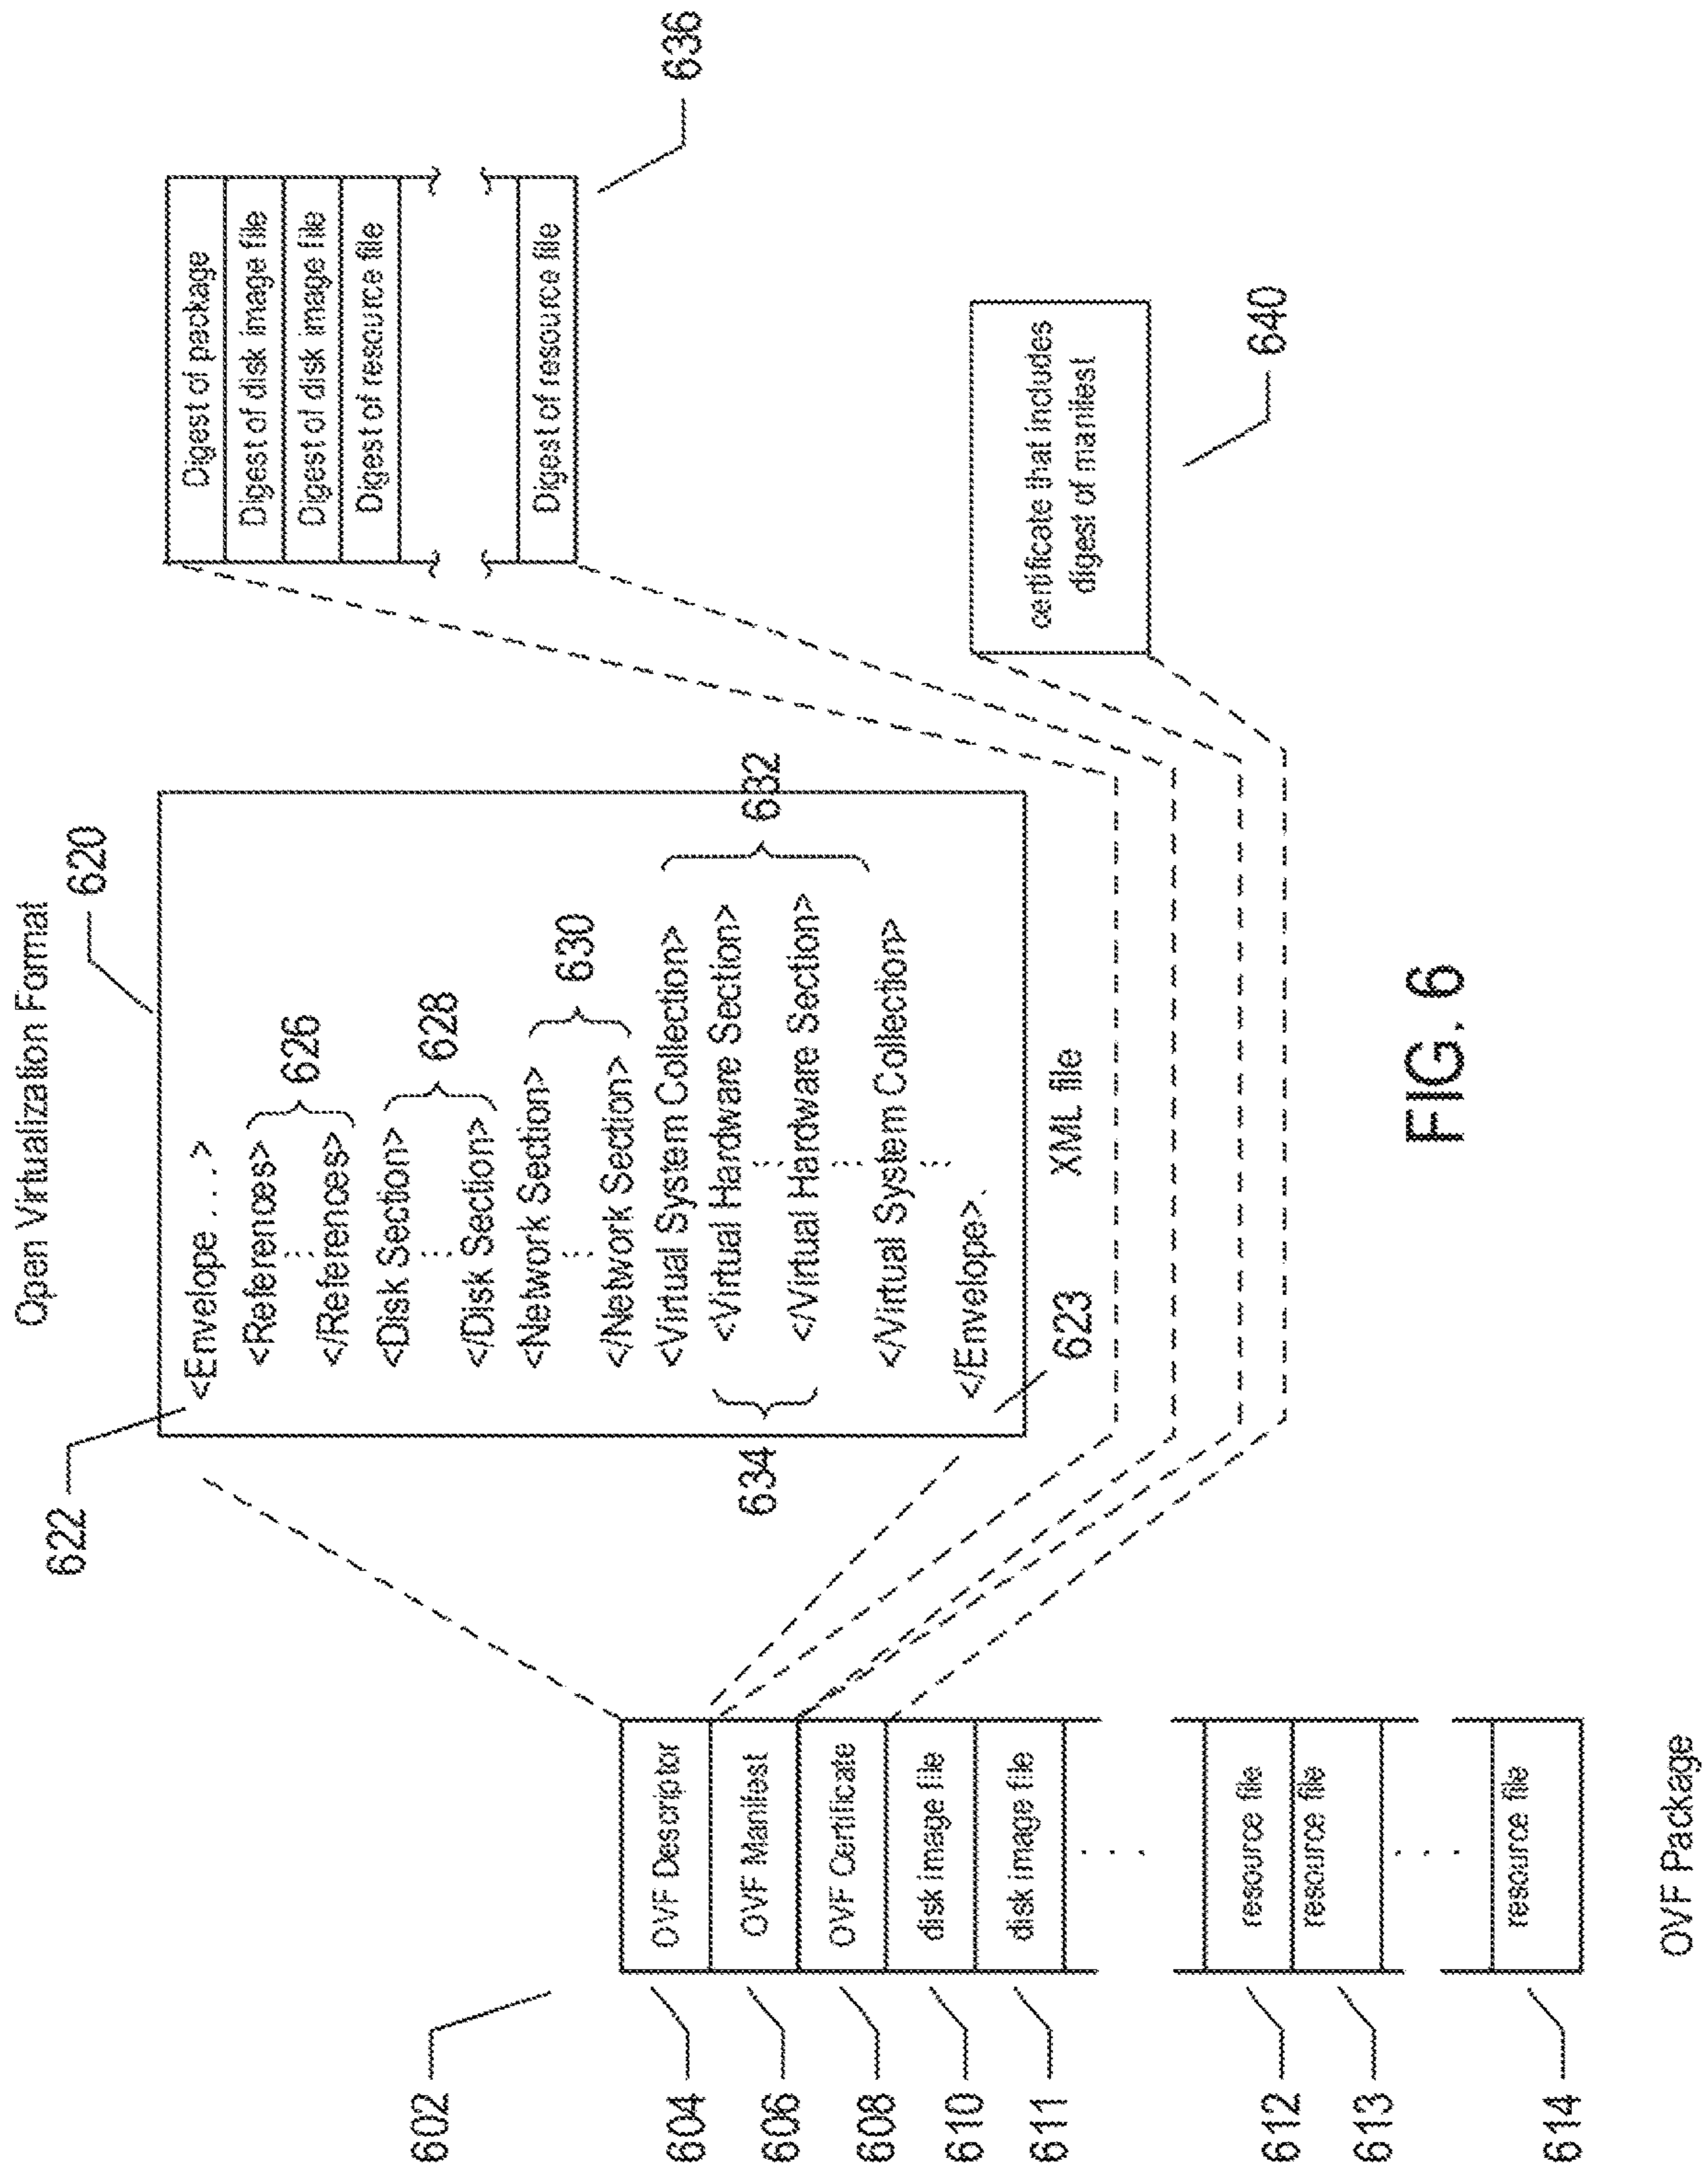 Open Virtualization Format
620
622
<Envelope . . . >
<References>
626
</References>
<Disk Section>
628
</Disk Section>
<Network Section>
630
</Network Section>
<Virtual System Collection>
<Virtual Hardware Section>
632
634
</Virtual Hardware Section>
</Virtual System Collection>
</Envelope>.
623
XML file
Digest of package
Digest of disk image file
Digest of disk image file
Digest of resource file
Digest of resource file
636
certificate that includes
digest of manifest
640
602
604
OVF Descriptor
606
OVF Manifest
608
OVF Certificate
610
disk image file
611
disk image file
612
resource file
613
resource file
614
resource file
OVF Package
FIG. 6